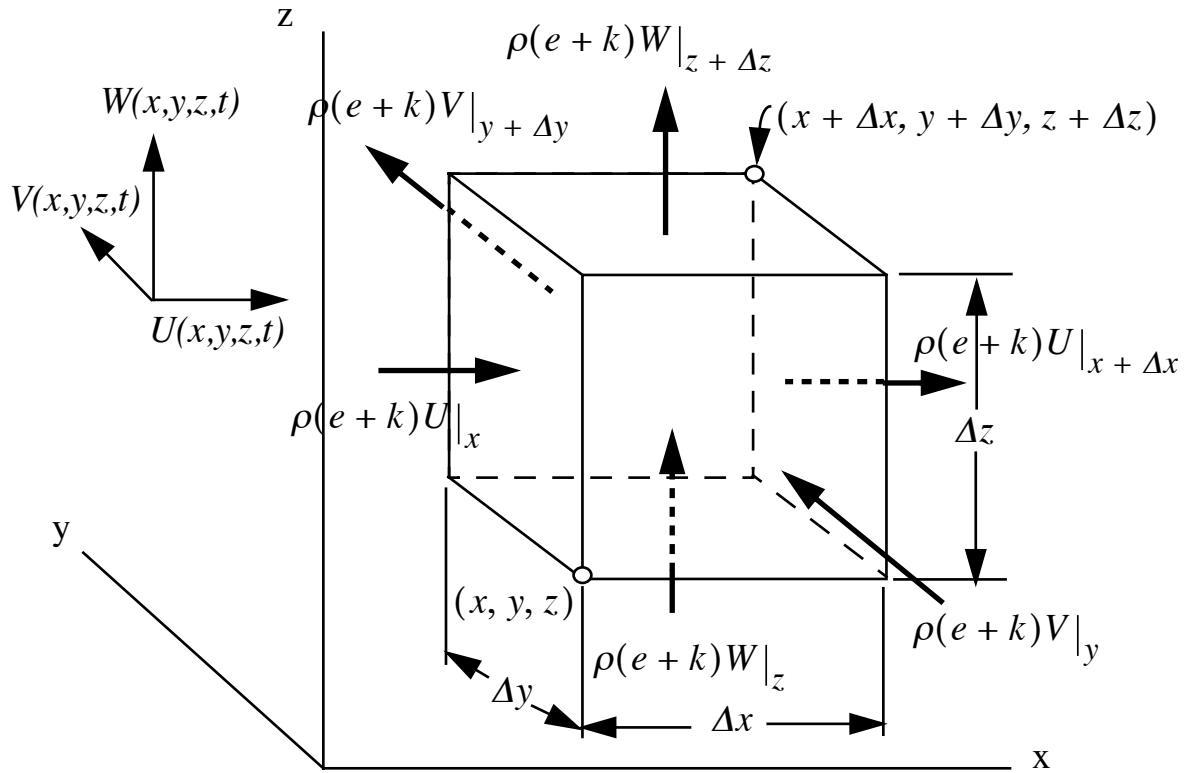 z
ρ(e + k)W|z + Δz
W(x,y,z,t)
ρ(e + k)V|y + Δy
(x + Δx, y + Δy, z + Δz)
V(x,y,z,t)
U(x,y,z,t)
ρ(e + k)U|x + Δx
ρ(e + k)U|x
Δz
y
(x, y, z)
ρ(e + k)V|y
ρ(e + k)W|z
Δy
Δx
x